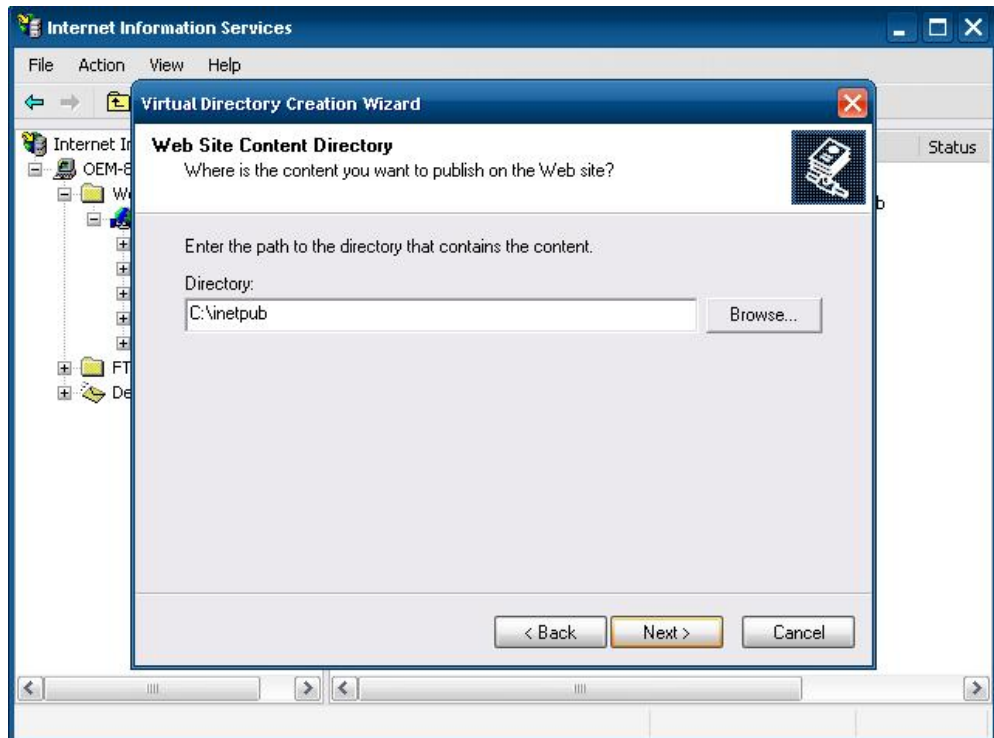 Internet Information Services
File Action View Help
Virtual Directory Creation Wizard
Internet Ir
Web Site Content Directory
Status
OEM-8
Where is the content you want to publish on the Web site?
We
b
Enter the path to the directory that contains the content.
Directory:
C:\inetpub
Browse...
FT
De
< Back Next > Cancel